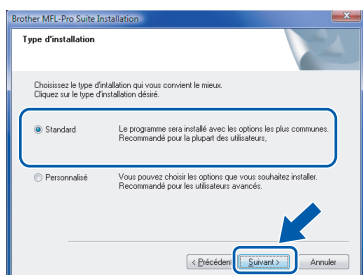 Brother MFL-Pro Suite Installation
Type d'installation
Choisissez le type d'intallation qui vous convient le mieux.
Cliquez sur le type d'installation désiré.
Standard
Le programme sera installé avec les options les plus communes.
Recommandé pour la plupart des utilisateurs,
Personnalisé
Vous pouvez choisir les options que vous souhaitez installer.
Recommandé pour les utilisateurs avancés.
< Précéden
Suivant >
Annuler